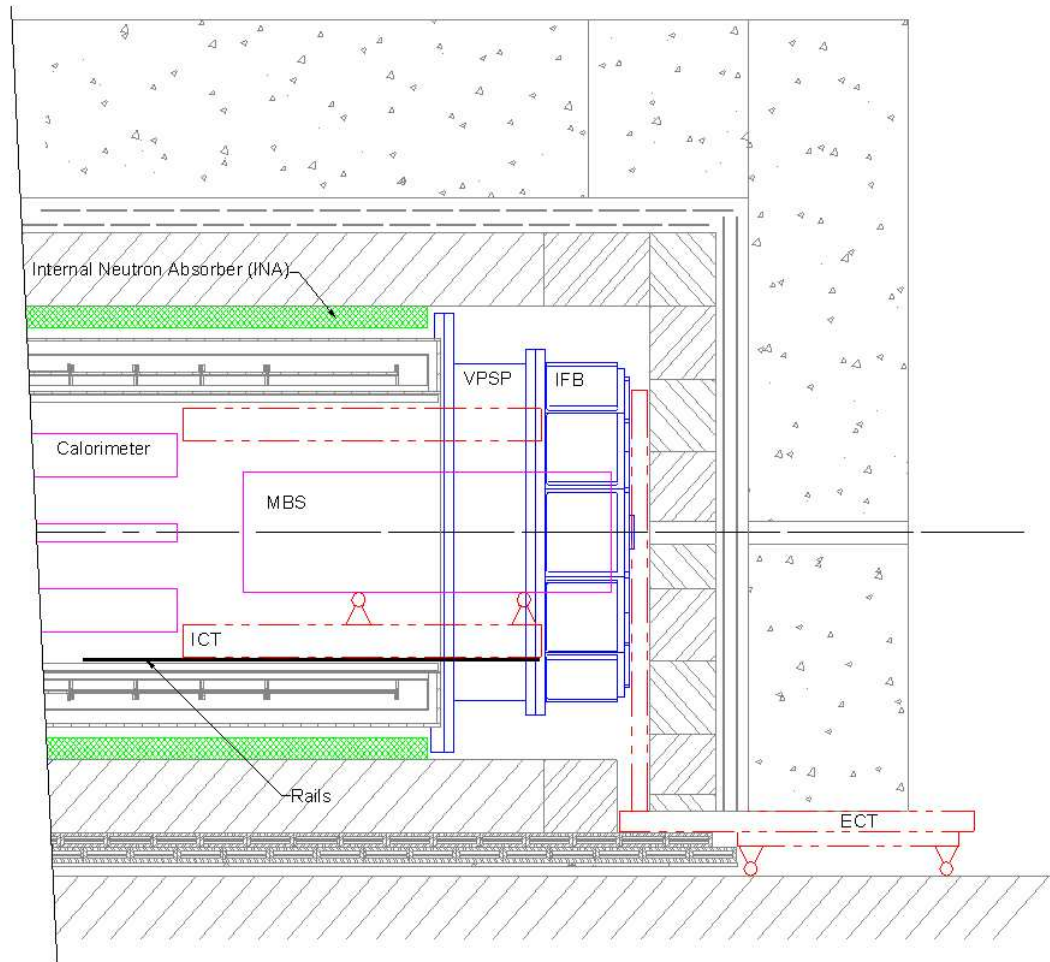 Internal Neutron Absorber (INA)
VPSP
IFB
Calorimeter
MBS
ICT
Rails
ECT